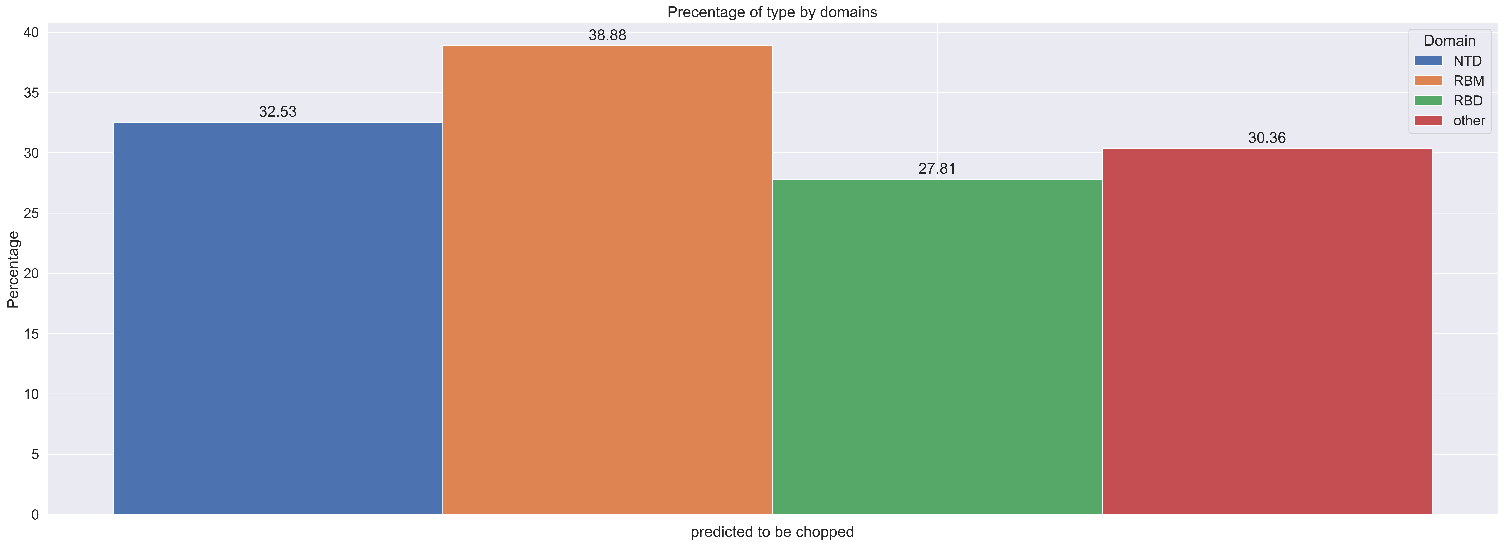 Precentage of type by domains
40
35
30
25
20
15
10
5
0
Percentage
32.53
38.88
27.81
30.36
Domain
NTD
RBM
RBD
other
predicted to be chopped